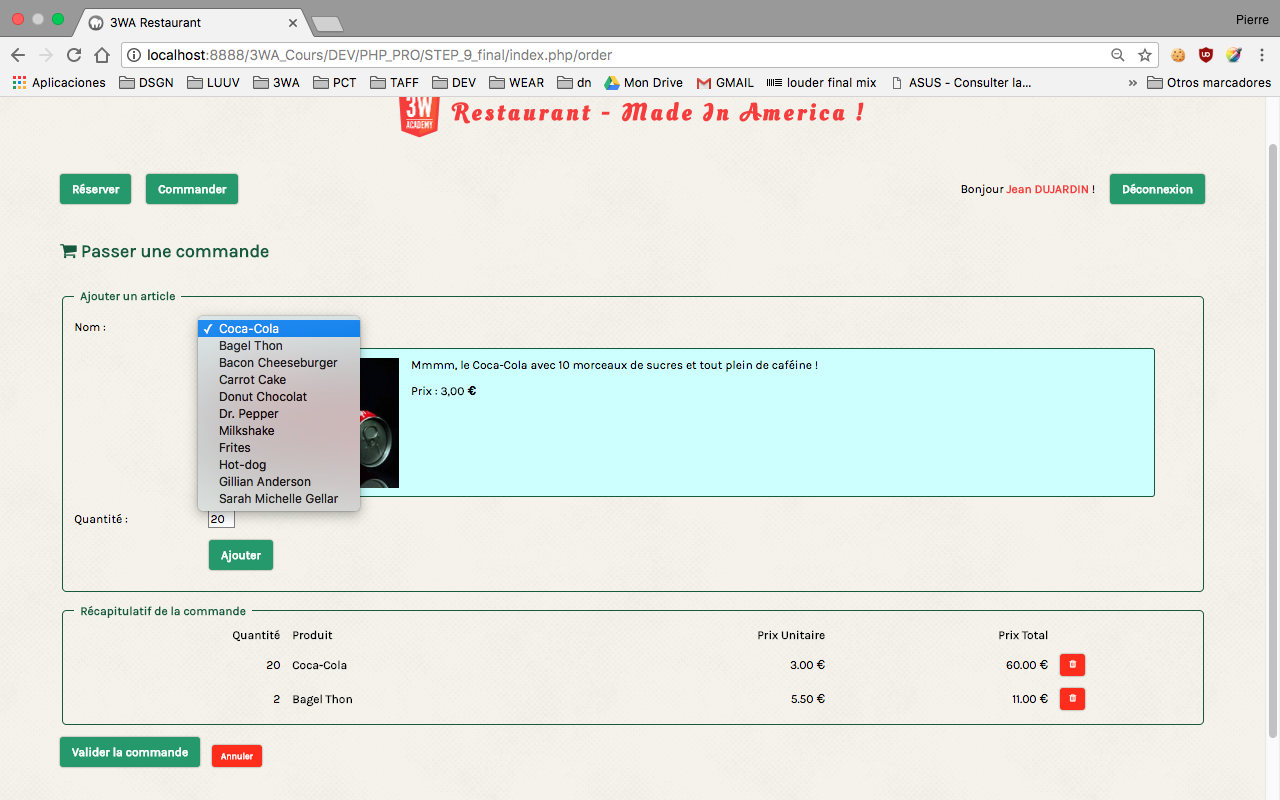 3WA Restaurant
Pierre
localhost:8888/3WA_Cours/DEV/PHP_PRO/STEP_9_final/index.php/order
Aplicaciones DSGN LUUV 3WA PCT TAFF DEV WEAR dn Mon Drive GMAIL louder final mix ASUS - Consulter la... » Otros marcadores
3W ACADEMY Restaurant - Made In America !
Réserver Commander Bonjour Jean DUJARDIN ! Déconnexion
Passer une commande
Ajouter un article
Nom :
✓ Coca-Cola
Bagel Thon
Bacon Cheeseburger
Carrot Cake
Donut Chocolat
Dr. Pepper
Milkshake
Frites
Hot-dog
Gillian Anderson
Sarah Michelle Gellar
Mmmm, le Coca-Cola avec 10 morceaux de sucres et tout plein de caféine !
Prix : 3,00 €
Quantité : 20
Ajouter
Récapitulatif de la commande
Quantité Produit Prix Unitaire Prix Total
20 Coca-Cola 3.00 € 60.00 €
2 Bagel Thon 5.50 € 11.00 €
Valider la commande Annuler